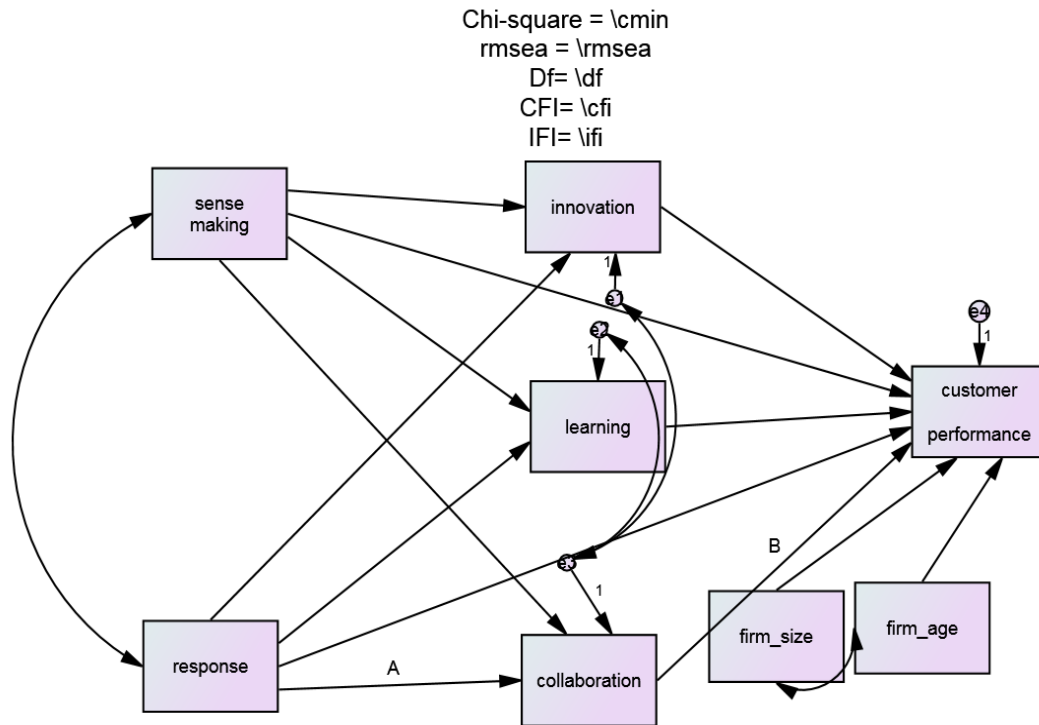 Chi-square = \cmin
rmsea = \rmsea
Df= \df
CFI= \cfi
IFI= \ifi
sense
making
innovation
1
e1
e2
1
e4
1
customer
performance
learning
e3
1
B
A
response
collaboration
firm_size
firm_age